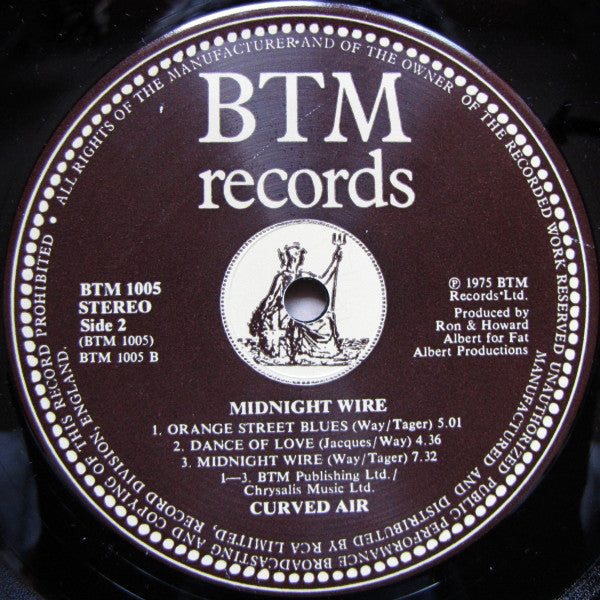 ALL RIGHTS OF THE MANUFACTURER AND OF THE OWNER OF THE RECORDED WORK RESERVED UNAUTHORIZED PUBLIC PERFORMANCE BROADCASTING AND COPYING OF THIS RECORD PROHIBITED •
MANUFACTURED AND DISTRIBUTED BY RCA LIMITED, RECORD DIVISION ENGLAND.
BTM
records
BTM 1005
STEREO
Side 2
(BTM 1005)
BTM 1005 B
℗ 1975 BTM
Records Ltd.
Produced by
Ron & Howard
Albert for Fat
Albert Productions
MIDNIGHT WIRE
1. ORANGE STREET BLUES (Way/Tager) 5.01
2. DANCE OF LOVE (Jacques/Way) 4.36
3. MIDNIGHT WIRE (Way/Tager) 7.32
1—3. BTM Publishing Ltd./
Chrysalis Music Ltd.
CURVED AIR